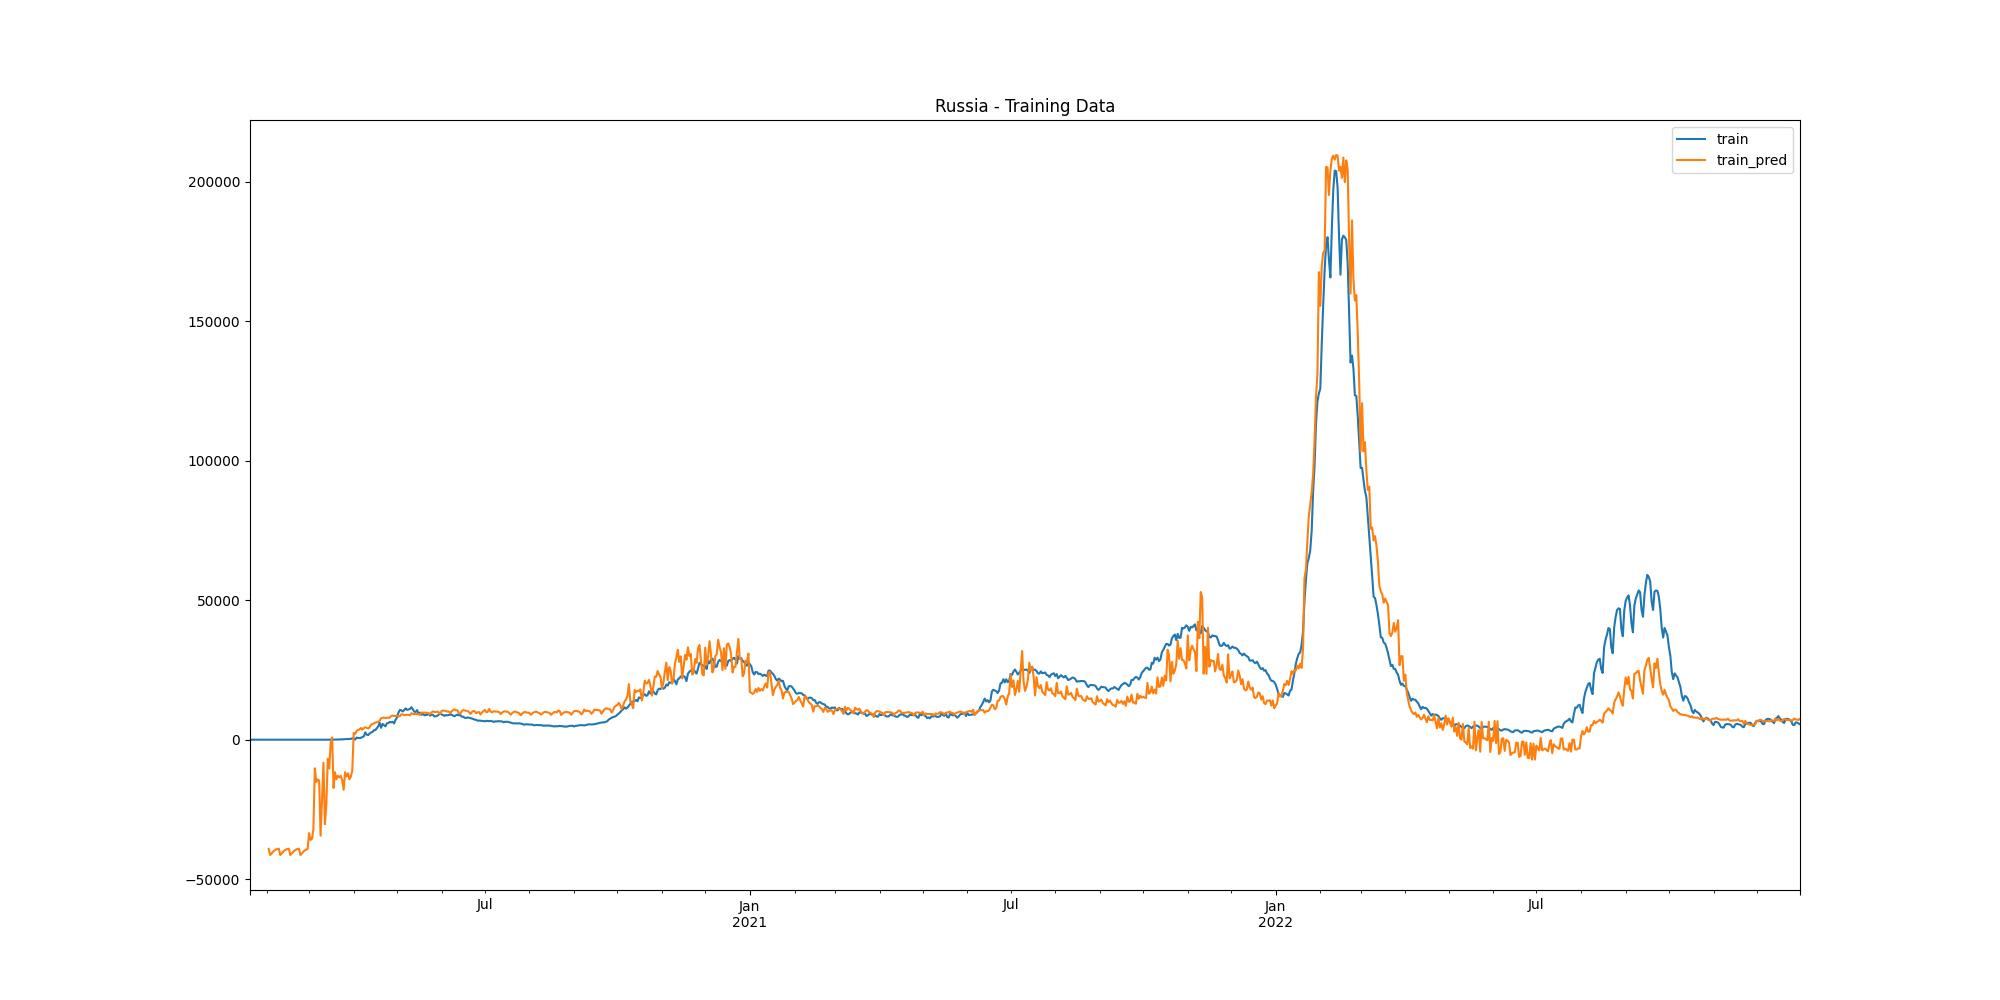 Russia - Training Data
train
train_pred
200000
150000
100000
50000
0
−50000
Jul
Jan
2021
Jul
Jan
2022
Jul